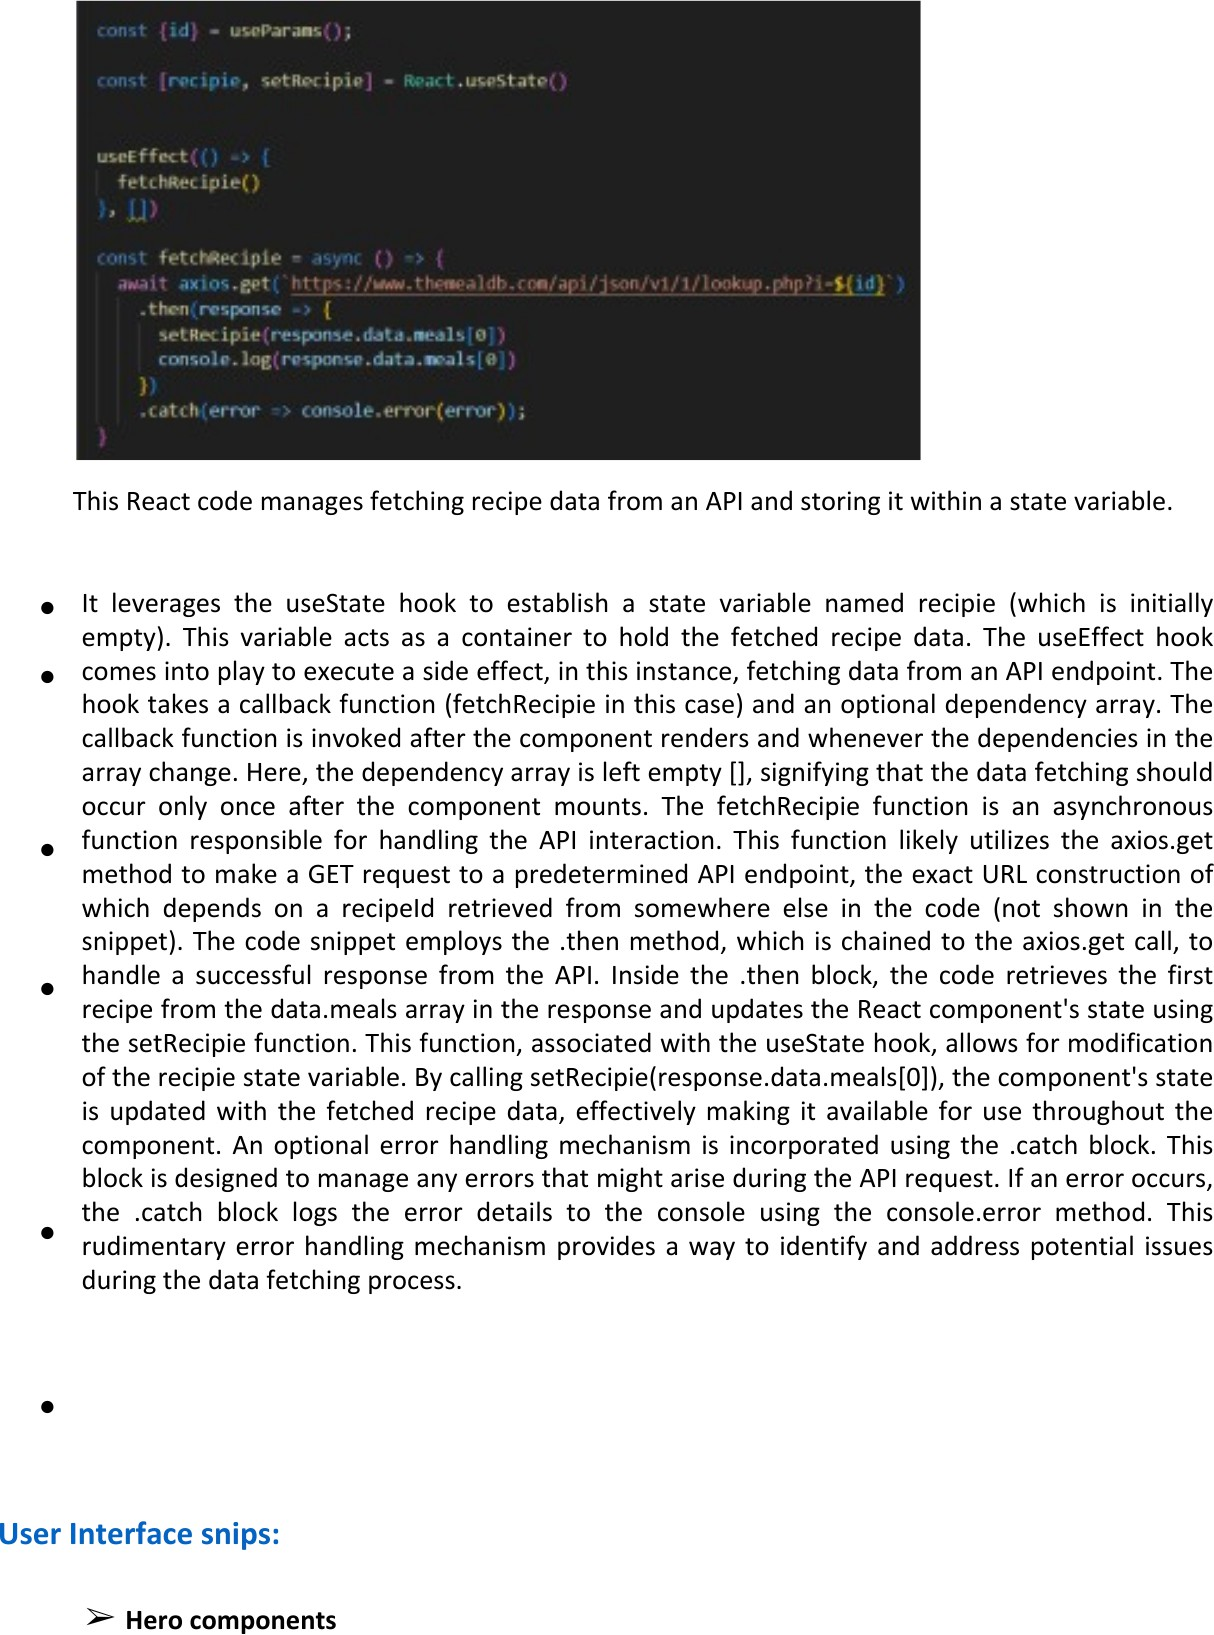 const {id} = useParams();
const [recipie, setRecipie] = React.useState()
useEffect(() => {
fetchRecipie()
}, [])
const fetchRecipie = async () => {
await axios.get(`https://www.themealdb.com/api/json/v1/1/lookup.php?i=${id}`)
.then(response => {
setRecipie(response.data.meals[0])
console.log(response.data.meals[0])
})
.catch(error => console.error(error));
}
This React code manages fetching recipe data from an API and storing it within a state variable.
● It leverages the useState hook to establish a state variable named recipie (which is initially
empty). This variable acts as a container to hold the fetched recipe data. The useEffect hook
● comes into play to execute a side effect, in this instance, fetching data from an API endpoint. The
hook takes a callback function (fetchRecipie in this case) and an optional dependency array. The
callback function is invoked after the component renders and whenever the dependencies in the
array change. Here, the dependency array is left empty [], signifying that the data fetching should
occur only once after the component mounts. The fetchRecipie function is an asynchronous
● function responsible for handling the API interaction. This function likely utilizes the axios.get
method to make a GET request to a predetermined API endpoint, the exact URL construction of
which depends on a recipeId retrieved from somewhere else in the code (not shown in the
snippet). The code snippet employs the .then method, which is chained to the axios.get call, to
● handle a successful response from the API. Inside the .then block, the code retrieves the first
recipe from the data.meals array in the response and updates the React component's state using
the setRecipie function. This function, associated with the useState hook, allows for modification
of the recipie state variable. By calling setRecipie(response.data.meals[0]), the component's state
is updated with the fetched recipe data, effectively making it available for use throughout the
component. An optional error handling mechanism is incorporated using the .catch block. This
block is designed to manage any errors that might arise during the API request. If an error occurs,
the .catch block logs the error details to the console using the console.error method. This
● rudimentary error handling mechanism provides a way to identify and address potential issues
during the data fetching process.
●
User Interface snips:
➢ Hero components